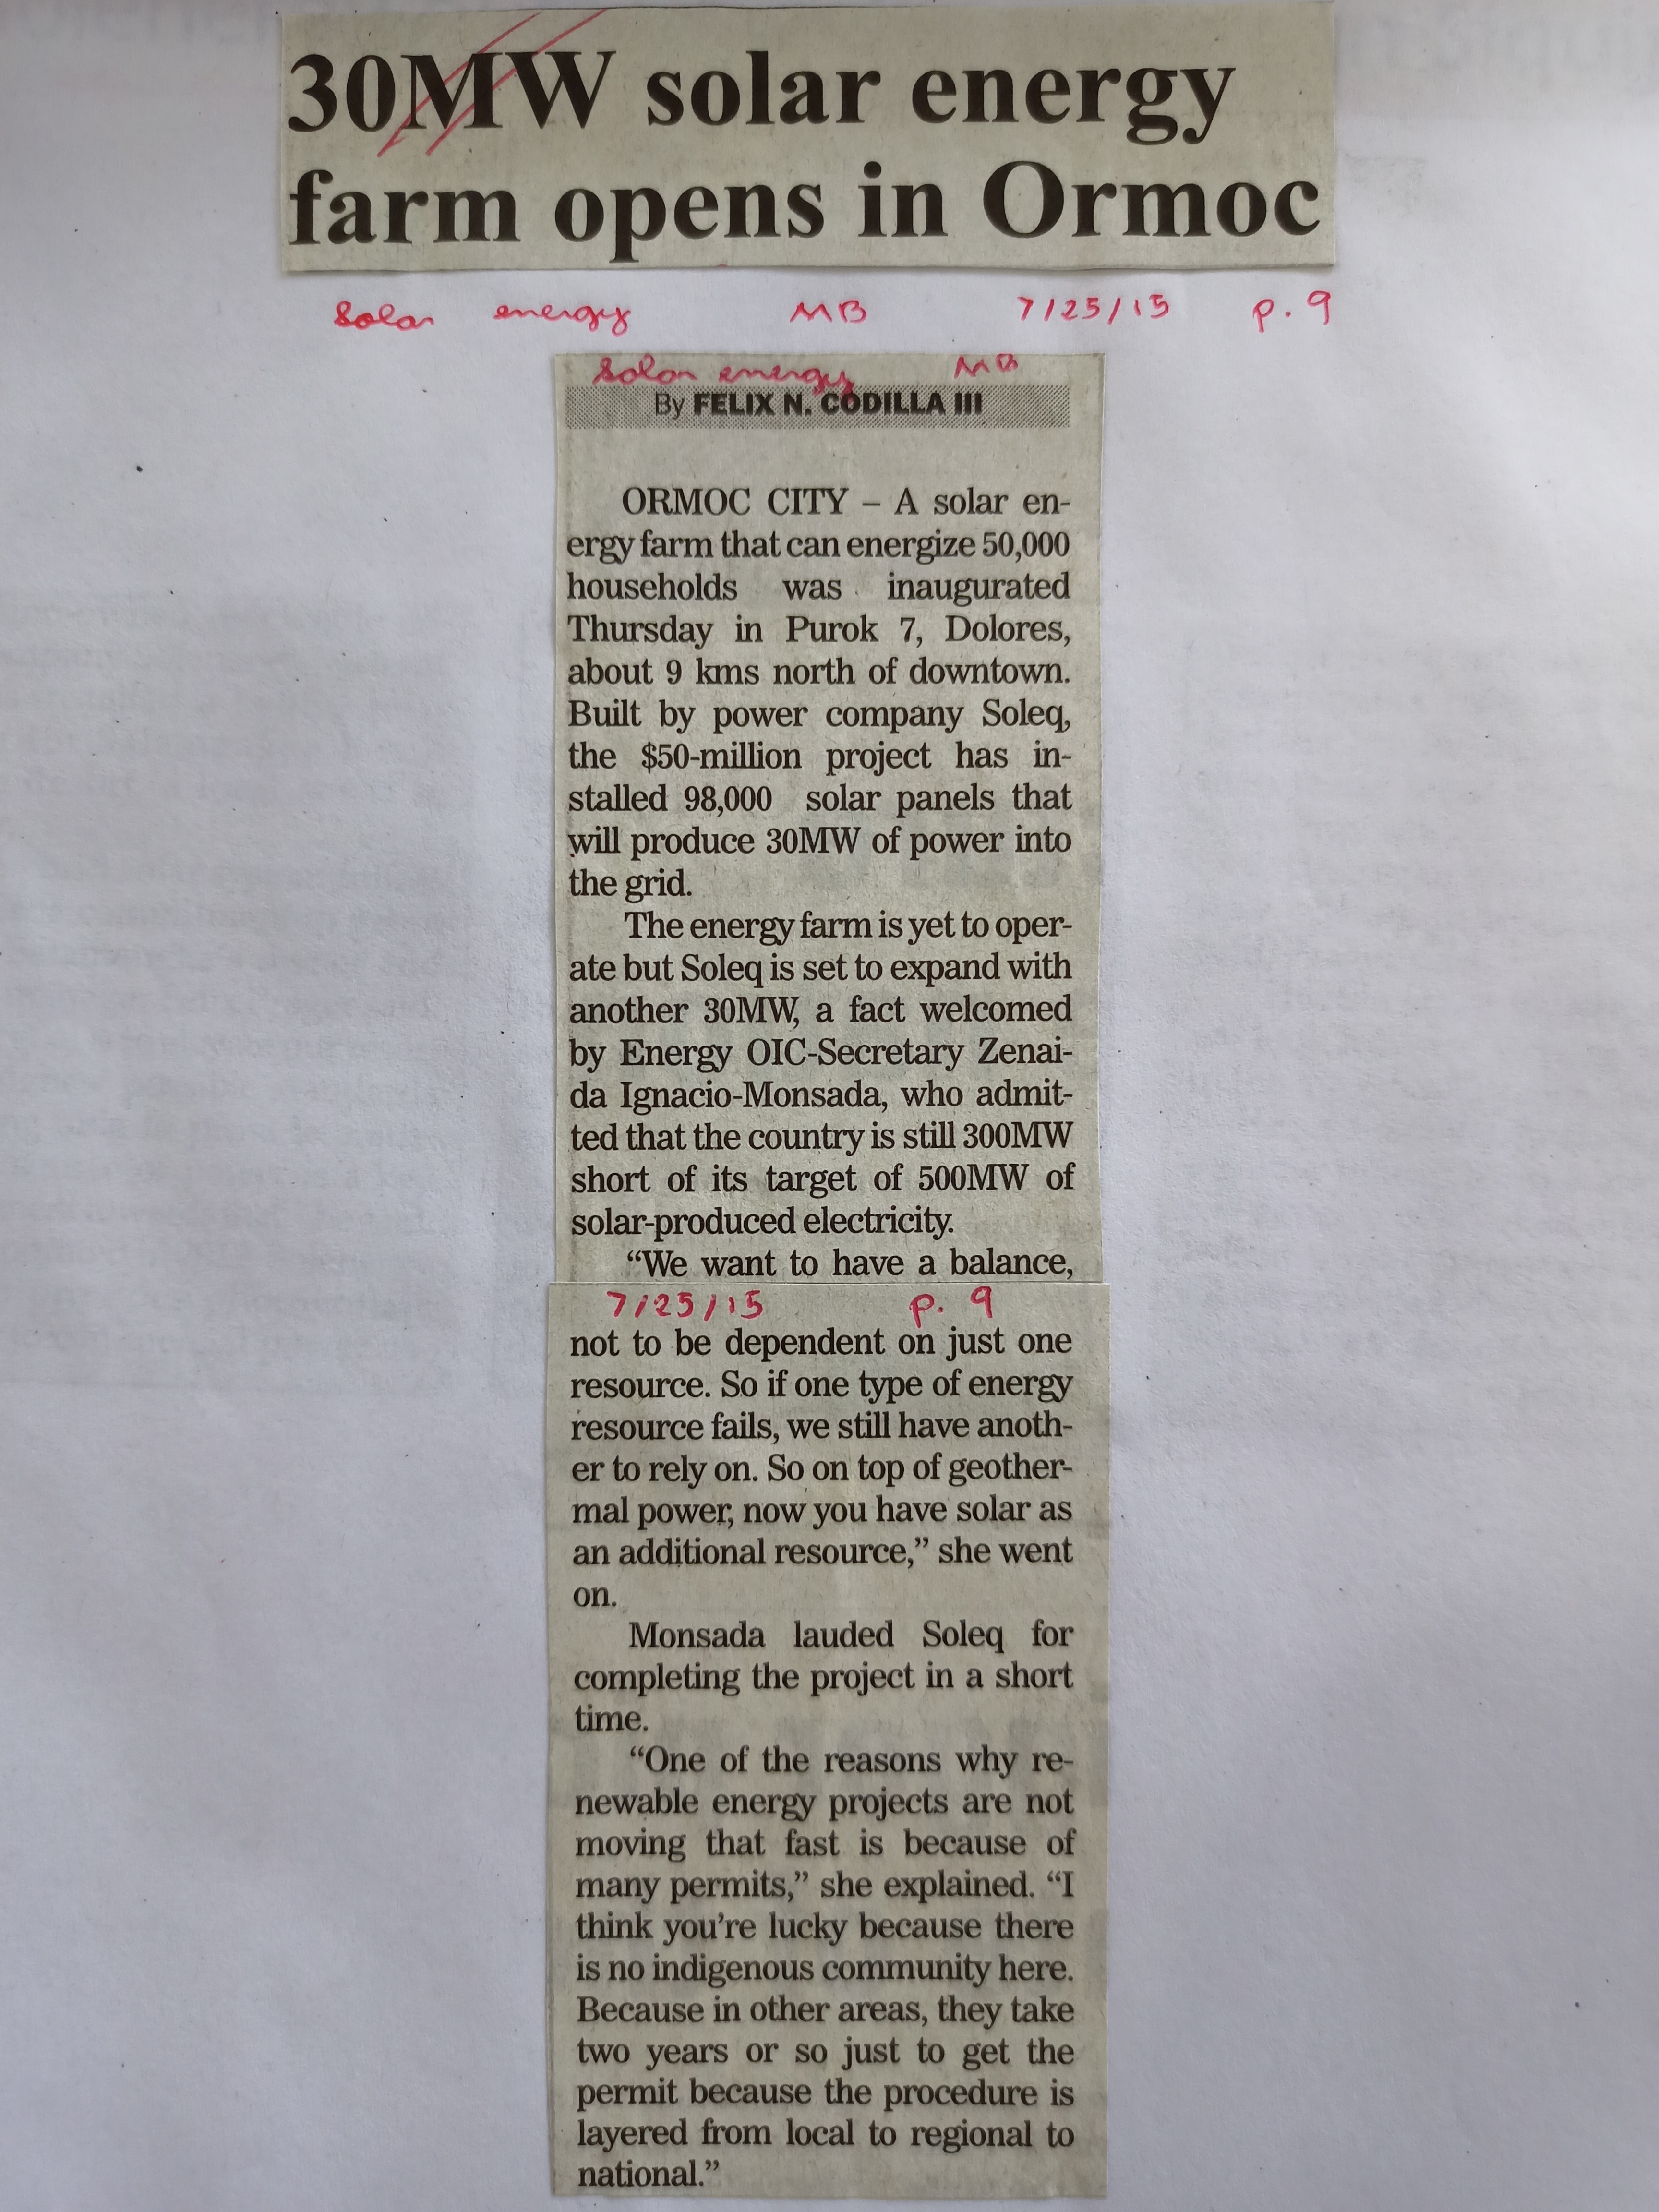 30MW solar energy
farm opens in Ormoc
Solar energy MB 7/25/15 p. 9
Solar energy MB
By FELIX N. CODILLA III
ORMOC CITY – A solar en-
ergy farm that can energize 50,000
households was inaugurated
Thursday in Purok 7, Dolores,
about 9 kms north of downtown.
Built by power company Soleq,
the $50-million project has in-
stalled 98,000 solar panels that
will produce 30MW of power into
the grid.
The energy farm is yet to oper-
ate but Soleq is set to expand with
another 30MW, a fact welcomed
by Energy OIC-Secretary Zenai-
da Ignacio-Monsada, who admit-
ted that the country is still 300MW
short of its target of 500MW of
solar-produced electricity.
“We want to have a balance,
7/25/15 p. 9
not to be dependent on just one
resource. So if one type of energy
resource fails, we still have anoth-
er to rely on. So on top of geother-
mal power, now you have solar as
an additional resource,” she went
on.
Monsada lauded Soleq for
completing the project in a short
time.
“One of the reasons why re-
newable energy projects are not
moving that fast is because of
many permits,” she explained. “I
think you’re lucky because there
is no indigenous community here.
Because in other areas, they take
two years or so just to get the
permit because the procedure is
layered from local to regional to
national.”